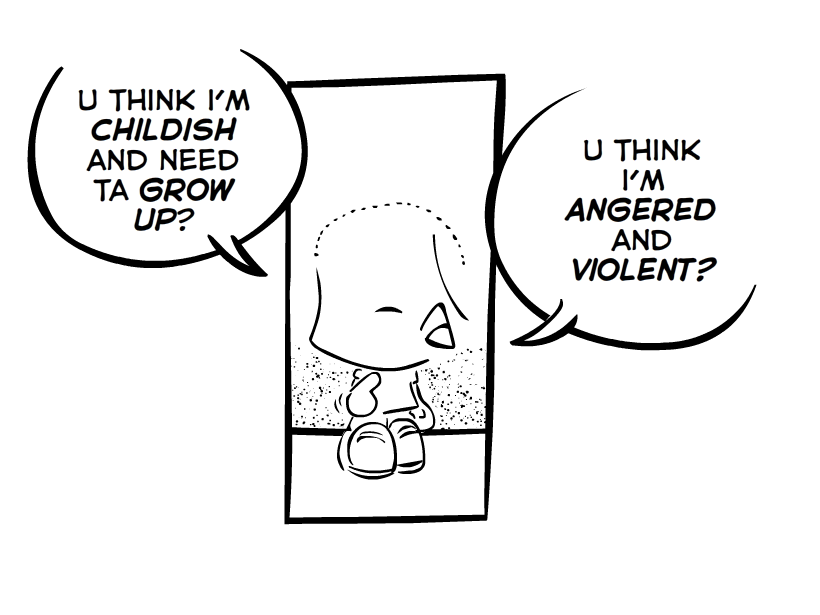 U THINK I'M
CHILDISH
AND NEED
TA GROW
UP?
U THINK
I'M
ANGERED
AND
VIOLENT?